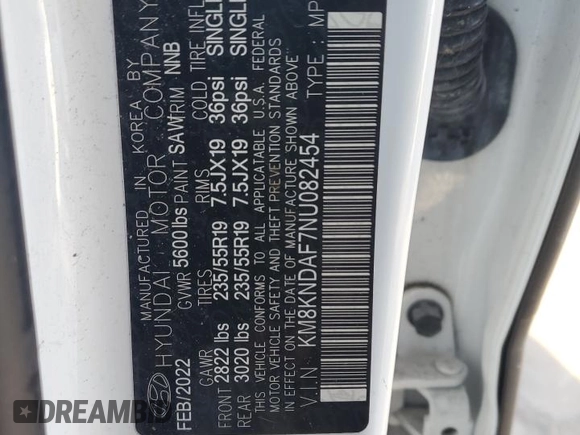 MANUFACTURED IN KOREA BY
HYUNDAI MOTOR COMPANY
FEB/2022 GVWR 5600 lbs PAINT SAW TRIM NNB
GAWR TIRES RIMS COLD TIRE INFL
FRONT 2822 lbs 235/55R19 7.5JX19 36psi SINGL
REAR 3020 lbs 235/55R19 7.5JX19 36psi SINGL
THIS VEHICLE CONFORMS TO ALL APPLICABLE U.S.A. FEDERAL
MOTOR VEHICLE SAFETY AND THEFT PREVENTION STANDARDS
IN EFFECT ON THE DATE OF MANUFACTURE SHOWN ABOVE
V.I.N : KM8KNDAF7NU082454 TYPE : MP
DREAMBID